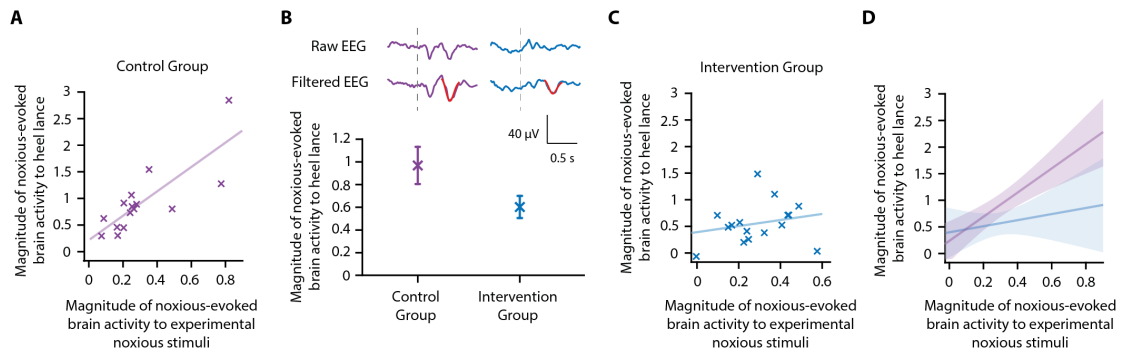 A
Control Group
Magnitude of noxious-evoked
brain activity to heel lance
3
2.5
2
1.5
1
0.5
0
0 0.2 0.4 0.6 0.8
Magnitude of noxious-evoked
brain activity to experimental
noxious stimuli
B
Raw EEG
Filtered EEG
40 µV
0.5 s
Magnitude of noxious-evoked
brain activity to heel lance
1.2
1
0.8
0.6
0.4
0.2
0
Control
Group
Intervention
Group
C
Intervention Group
Magnitude of noxious-evoked
brain activity to heel lance
3
2.5
2
1.5
1
0.5
0
0 0.2 0.4 0.6
Magnitude of noxious-evoked
brain activity to experimental
noxious stimuli
D
Magnitude of noxious-evoked
brain activity to heel lance
3
2.5
2
1.5
1
0.5
0
0 0.2 0.4 0.6 0.8
Magnitude of noxious-evoked
brain activity to experimental
noxious stimuli